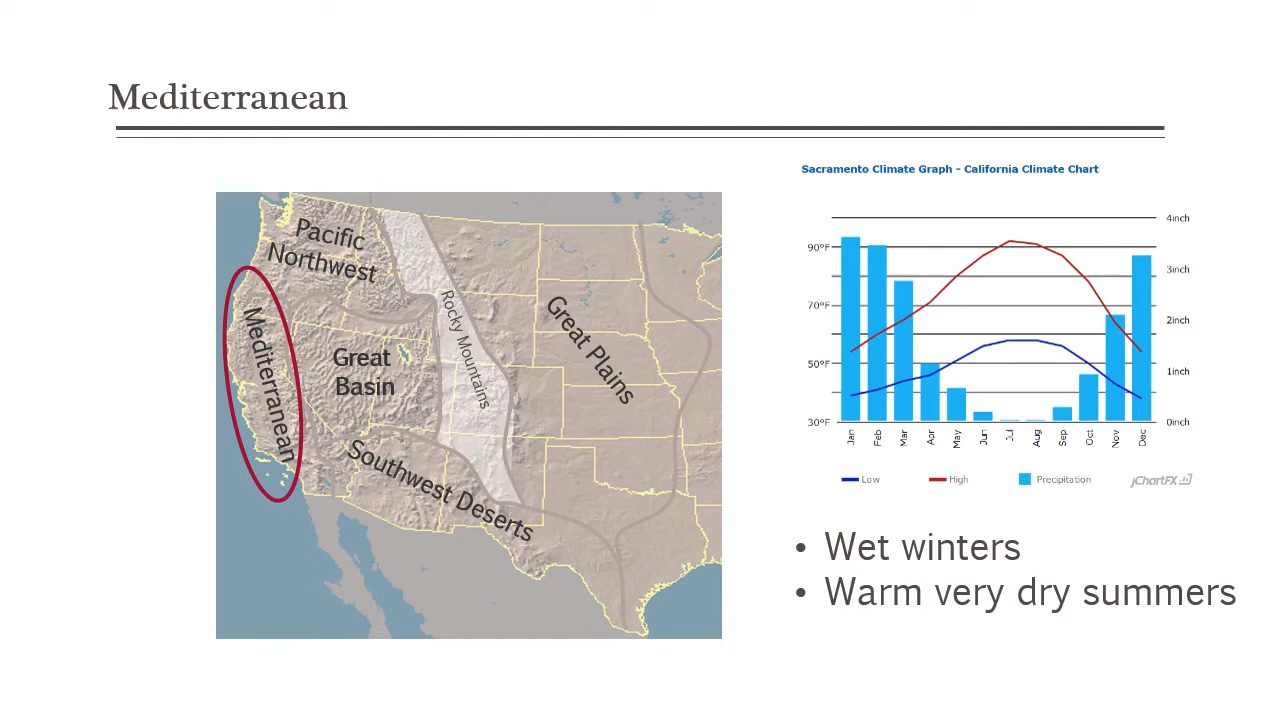 Mediterranean
Pacific
Northwest
Mediterranean
Great
Basin
Rocky Mountains
Great Plains
Southwest Deserts
Sacramento Climate Graph - California Climate Chart
4inch
90°F
3inch
70°F
2inch
50°F
1inch
30°F
0inch
Jan Feb Mar Apr May Jun Jul Aug Sep Oct Nov Dec
Low High Precipitation jChartFX
• Wet winters
• Warm very dry summers